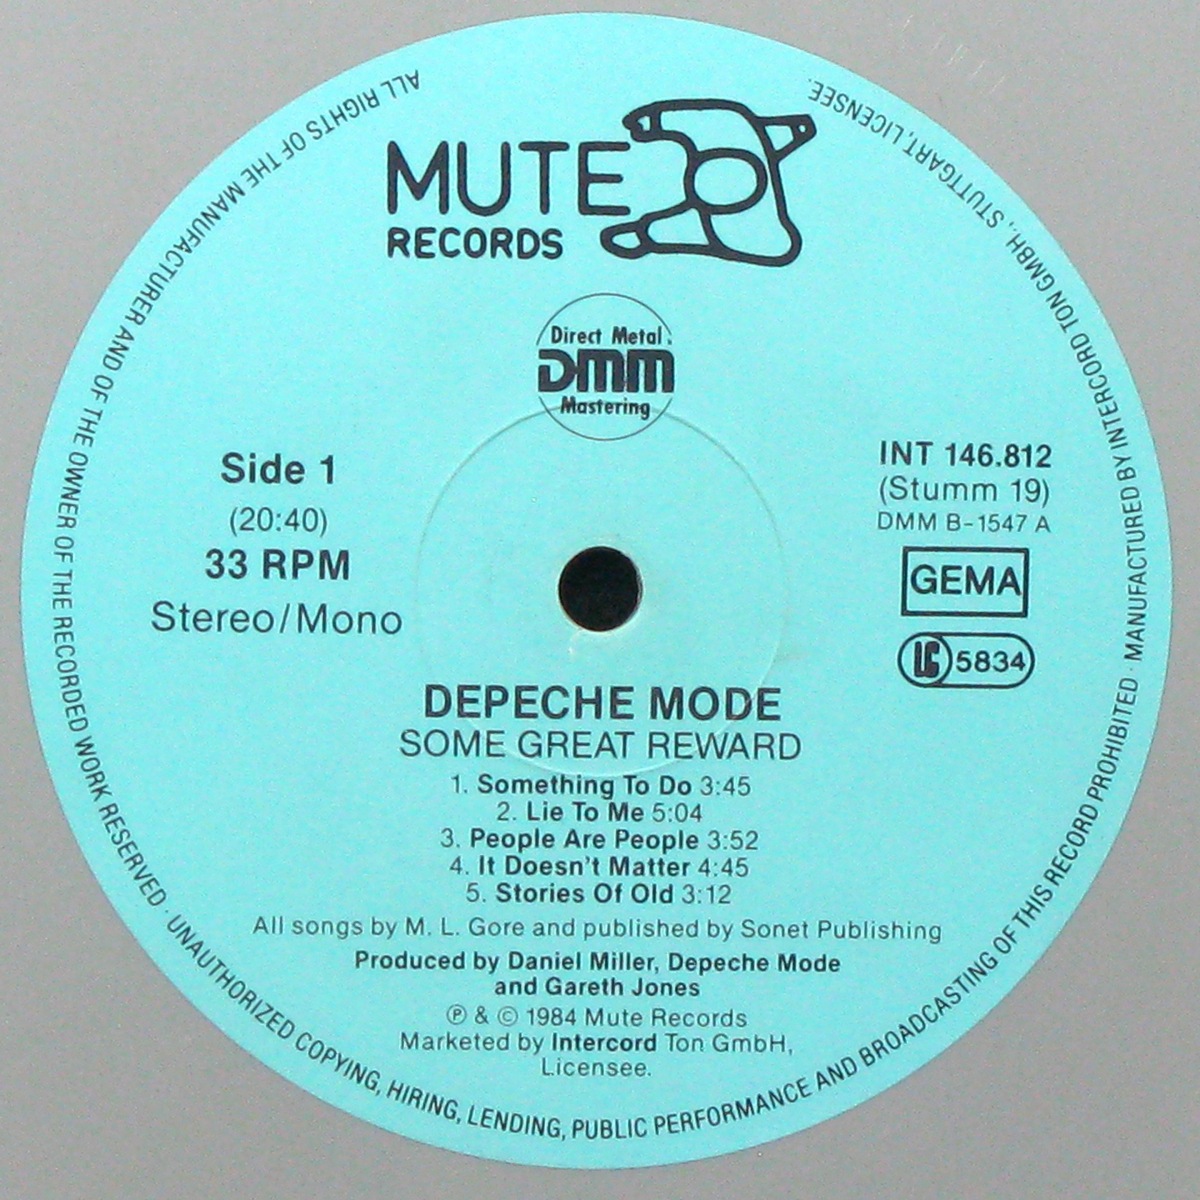 MUTE
RECORDS
Direct Metal
DMM
Mastering
Side 1
(20:40)
33 RPM
Stereo/Mono
INT 146.812
(Stumm 19)
DMM B-1547 A
GEMA
LC 5834
DEPECHE MODE
SOME GREAT REWARD
1. Something To Do 3:45
2. Lie To Me 5:04
3. People Are People 3:52
4. It Doesn't Matter 4:45
5. Stories Of Old 3:12
All songs by M. L. Gore and published by Sonet Publishing
Produced by Daniel Miller, Depeche Mode
and Gareth Jones
℗ & © 1984 Mute Records
Marketed by Intercord Ton GmbH,
Licensee.
ALL RIGHTS OF THE MANUFACTURER AND OF THE OWNER OF THE RECORDED WORK RESERVED · UNAUTHORIZED COPYING, HIRING, LENDING, PUBLIC PERFORMANCE AND BROADCASTING OF THIS RECORD PROHIBITED · MANUFACTURED BY INTERCORD TON GMBH., STUTTGART, LICENSEE.